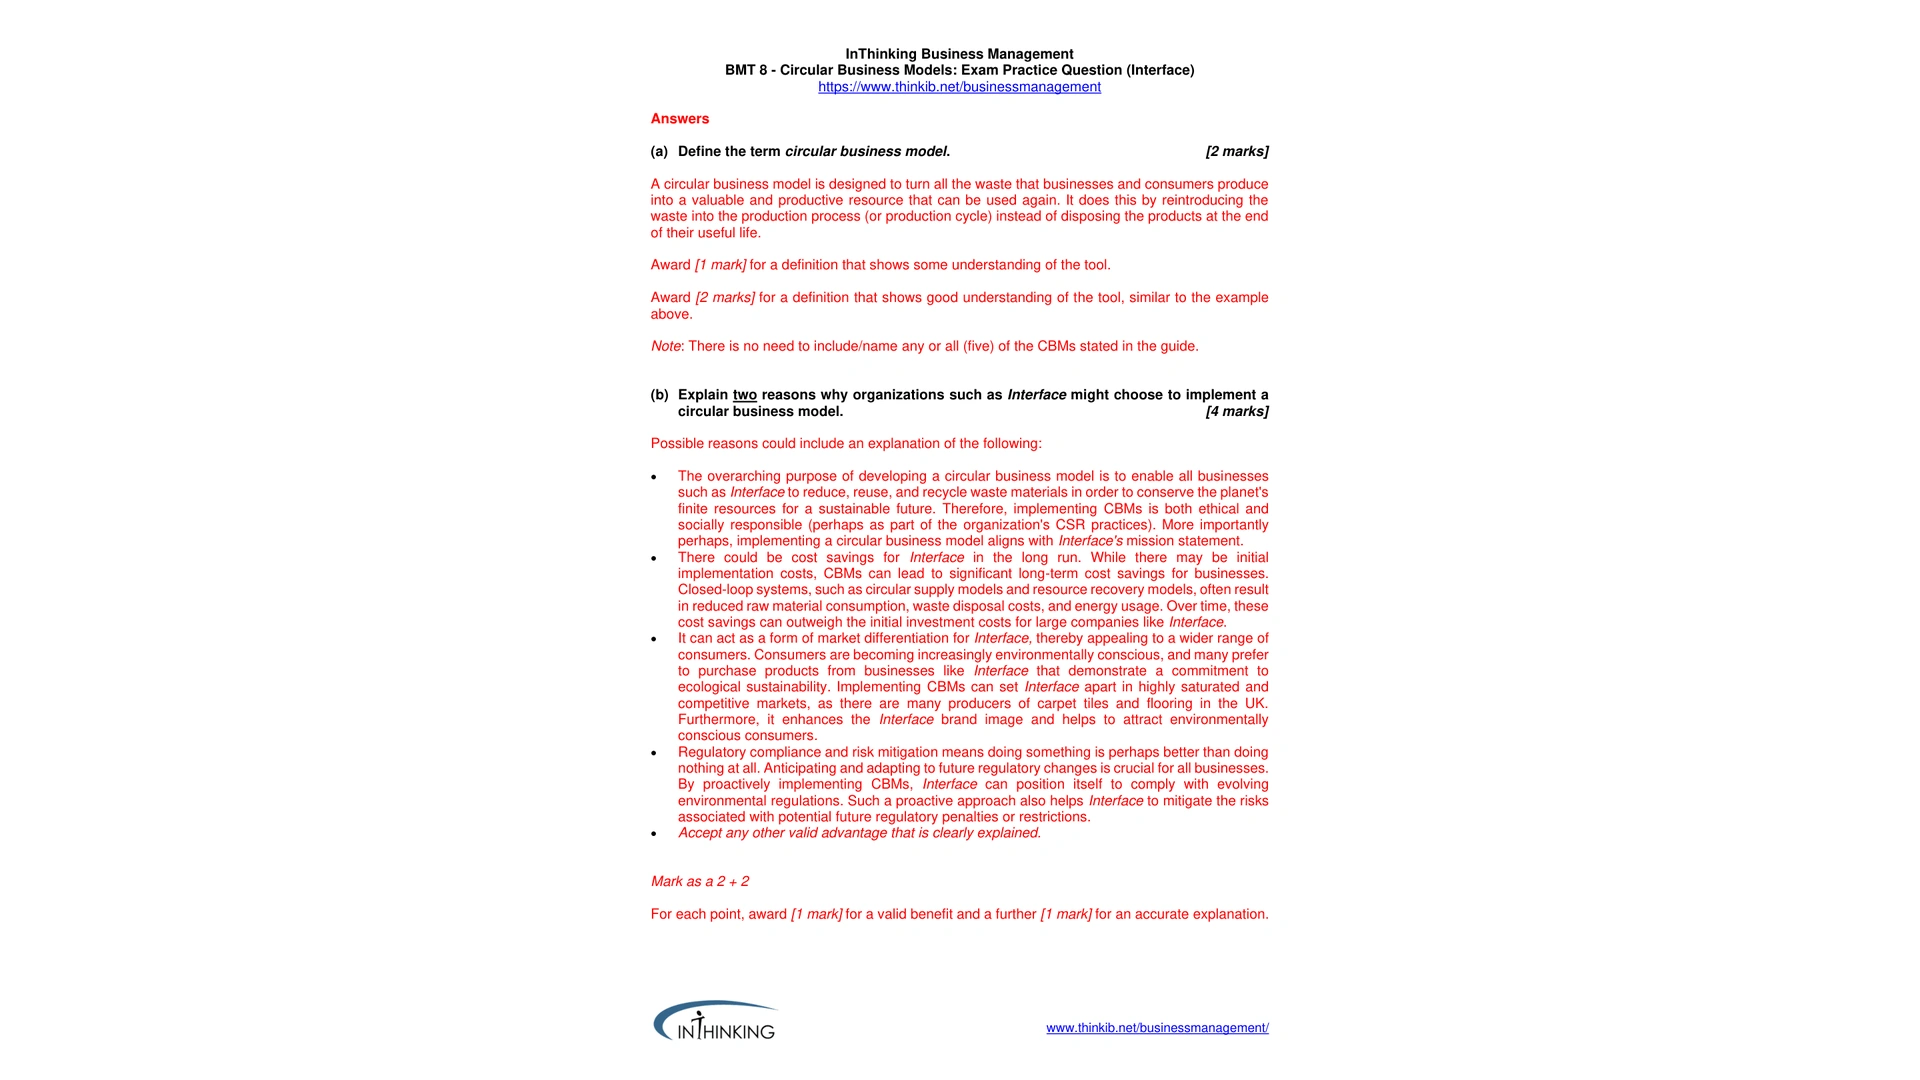 InThinking Business Management
BMT 8 - Circular Business Models: Exam Practice Question (Interface)
https://www.thinkib.net/businessmanagement
Answers
(a) Define the term circular business model. [2 marks]
A circular business model is designed to turn all the waste that businesses and consumers produce
into a valuable and productive resource that can be used again. It does this by reintroducing the
waste into the production process (or production cycle) instead of disposing the products at the end
of their useful life.
Award [1 mark] for a definition that shows some understanding of the tool.
Award [2 marks] for a definition that shows good understanding of the tool, similar to the example
above.
Note: There is no need to include/name any or all (five) of the CBMs stated in the guide.
(b) Explain two reasons why organizations such as Interface might choose to implement a
circular business model. [4 marks]
Possible reasons could include an explanation of the following:
• The overarching purpose of developing a circular business model is to enable all businesses
such as Interface to reduce, reuse, and recycle waste materials in order to conserve the planet's
finite resources for a sustainable future. Therefore, implementing CBMs is both ethical and
socially responsible (perhaps as part of the organization's CSR practices). More importantly
perhaps, implementing a circular business model aligns with Interface's mission statement.
• There could be cost savings for Interface in the long run. While there may be initial
implementation costs, CBMs can lead to significant long-term cost savings for businesses.
Closed-loop systems, such as circular supply models and resource recovery models, often result
in reduced raw material consumption, waste disposal costs, and energy usage. Over time, these
cost savings can outweigh the initial investment costs for large companies like Interface.
• It can act as a form of market differentiation for Interface, thereby appealing to a wider range of
consumers. Consumers are becoming increasingly environmentally conscious, and many prefer
to purchase products from businesses like Interface that demonstrate a commitment to
ecological sustainability. Implementing CBMs can set Interface apart in highly saturated and
competitive markets, as there are many producers of carpet tiles and flooring in the UK.
Furthermore, it enhances the Interface brand image and helps to attract environmentally
conscious consumers.
• Regulatory compliance and risk mitigation means doing something is perhaps better than doing
nothing at all. Anticipating and adapting to future regulatory changes is crucial for all businesses.
By proactively implementing CBMs, Interface can position itself to comply with evolving
environmental regulations. Such a proactive approach also helps Interface to mitigate the risks
associated with potential future regulatory penalties or restrictions.
• Accept any other valid advantage that is clearly explained.
Mark as a 2 + 2
For each point, award [1 mark] for a valid benefit and a further [1 mark] for an accurate explanation.
INTHINKING
www.thinkib.net/businessmanagement/